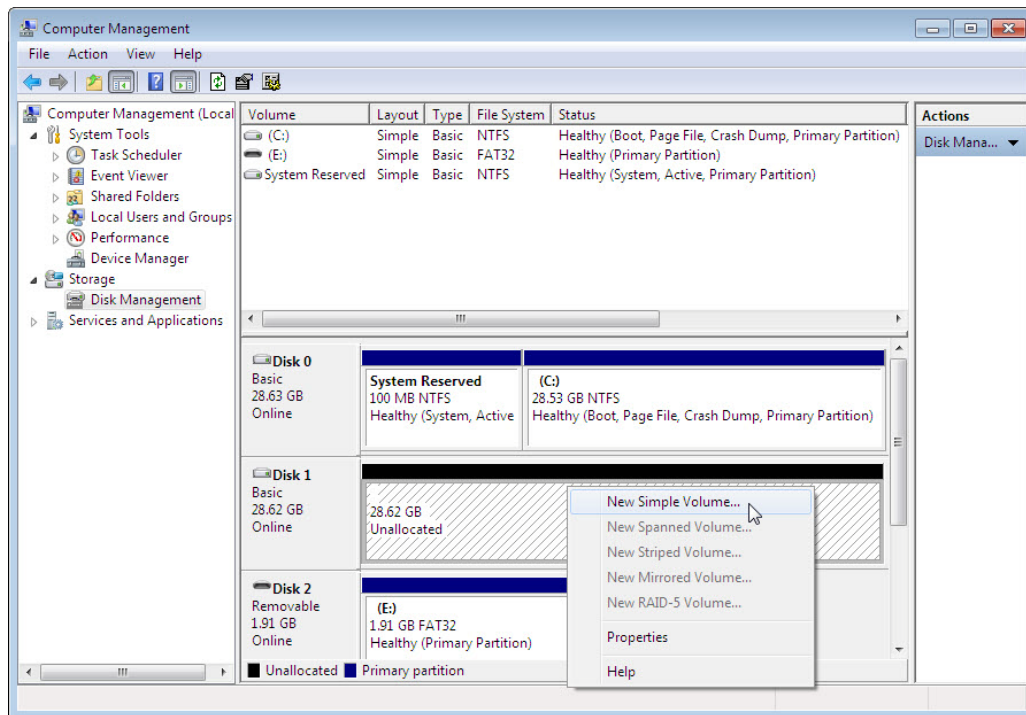 Computer Management
File Action View Help
Computer Management (Local
System Tools
Task Scheduler
Event Viewer
Shared Folders
Local Users and Groups
Performance
Device Manager
Storage
Disk Management
Services and Applications
Volume Layout Type File System Status
(C:) Simple Basic NTFS Healthy (Boot, Page File, Crash Dump, Primary Partition)
(E:) Simple Basic FAT32 Healthy (Primary Partition)
System Reserved Simple Basic NTFS Healthy (System, Active, Primary Partition)
Disk 0
Basic
28.63 GB
Online
System Reserved
100 MB NTFS
Healthy (System, Active
(C:)
28.53 GB NTFS
Healthy (Boot, Page File, Crash Dump, Primary Partition)
Disk 1
Basic
28.62 GB
Online
28.62 GB
Unallocated
Disk 2
Removable
1.91 GB
Online
(E:)
1.91 GB FAT32
Healthy (Primary Partition)
Unallocated Primary partition
New Simple Volume...
New Spanned Volume...
New Striped Volume...
New Mirrored Volume...
New RAID-5 Volume...
Properties
Help
Actions
Disk Mana...